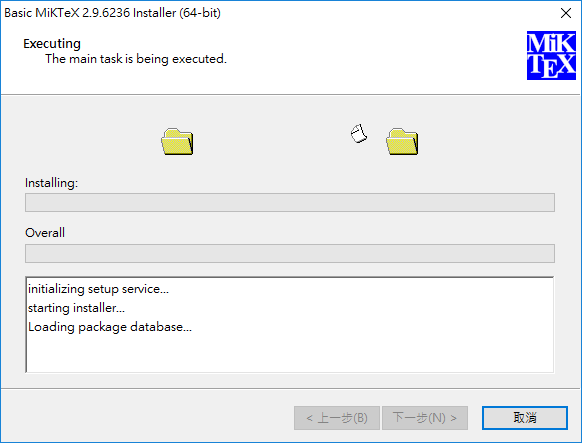 Basic MiKTeX 2.9.6236 Installer (64-bit)
Executing
The main task is being executed.
MiK
TEX
Installing:
Overall
initializing setup service...
starting installer...
Loading package database...
< 上一步(B)
下一步(N) >
取消